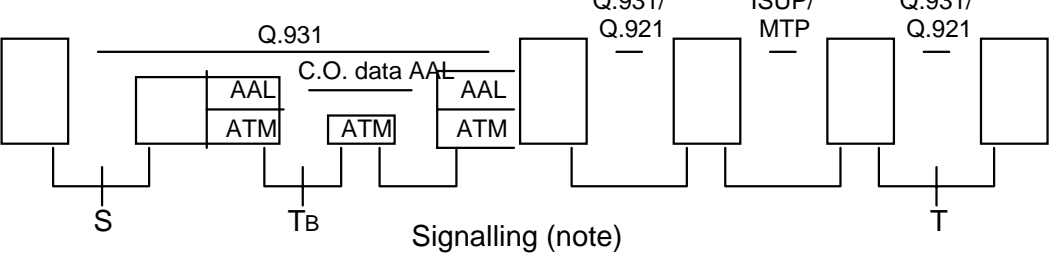 Q.931/ ISUP/ Q.931/
Q.931 Q.921 MTP Q.921
C.O. data AAL
AAL AAL
ATM ATM ATM
S TB T
Signalling (note)